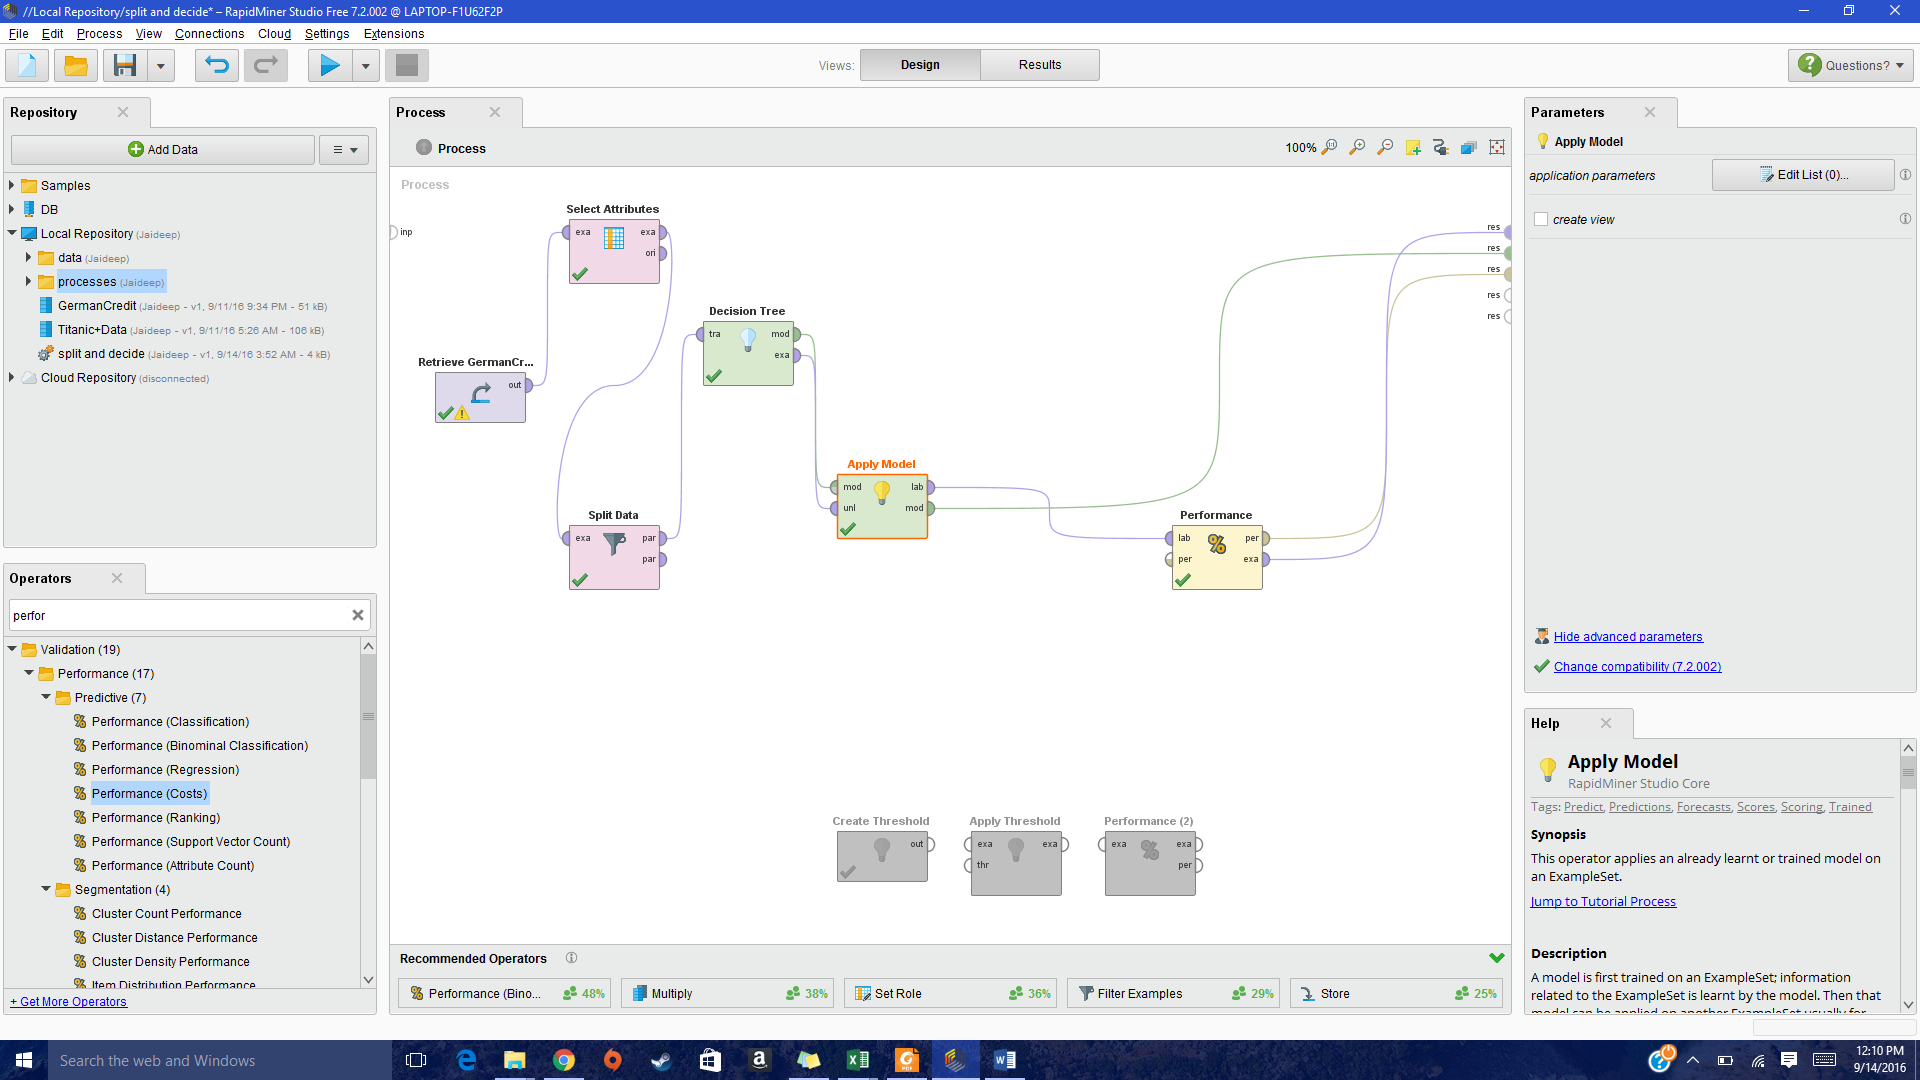 //Local Repository/split and decide* – RapidMiner Studio Free 7.2.002 @ LAPTOP-F1U62F2P
File Edit Process View Connections Cloud Settings Extensions
Views: Design Results
Questions?
Repository
Add Data
Samples
DB
Local Repository (Jaideep)
data (Jaideep)
processes (Jaideep)
GermanCredit (Jaideep - v1, 9/11/16 9:34 PM - 51 kB)
Titanic+Data (Jaideep - v1, 9/11/16 5:26 AM - 106 kB)
split and decide (Jaideep - v1, 9/14/16 3:52 AM - 4 kB)
Cloud Repository (disconnected)
Operators
perfor
Validation (19)
Performance (17)
Predictive (7)
Performance (Classification)
Performance (Binominal Classification)
Performance (Regression)
Performance (Costs)
Performance (Ranking)
Performance (Support Vector Count)
Performance (Attribute Count)
Segmentation (4)
Cluster Count Performance
Cluster Distance Performance
Cluster Density Performance
Item Distribution Performance
+ Get More Operators
Process
Process
100%
Process
inp
Select Attributes
exa exa
ori
Decision Tree
tra mod
exa
Retrieve GermanCr...
out
Apply Model
mod lab
unl mod
Split Data
exa par
par
Performance
lab per
per exa
res
res
res
res
res
Create Threshold
out
Apply Threshold
exa exa
thr
Performance (2)
exa exa
per
Recommended Operators
Performance (Bino... 48%
Multiply 38%
Set Role 36%
Filter Examples 29%
Store 25%
Parameters
Apply Model
application parameters Edit List (0)...
create view
Hide advanced parameters
Change compatibility (7.2.002)
Help
Apply Model
RapidMiner Studio Core
Tags: Predict, Predictions, Forecasts, Scores, Scoring, Trained
Synopsis
This operator applies an already learnt or trained model on
an ExampleSet.
Jump to Tutorial Process
Description
A model is first trained on an ExampleSet; information
related to the ExampleSet is learnt by the model. Then that
model can be applied on another ExampleSet usually for
Search the web and Windows
12:10 PM
9/14/2016